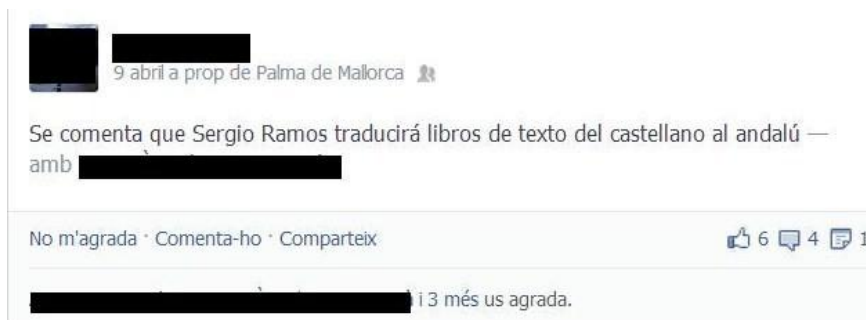 9 abril a prop de Palma de Mallorca
Se comenta que Sergio Ramos traducirá libros de texto del castellano al andalú —
amb
No m'agrada · Comenta-ho · Comparteix 6 4 1
i 3 més us agrada.